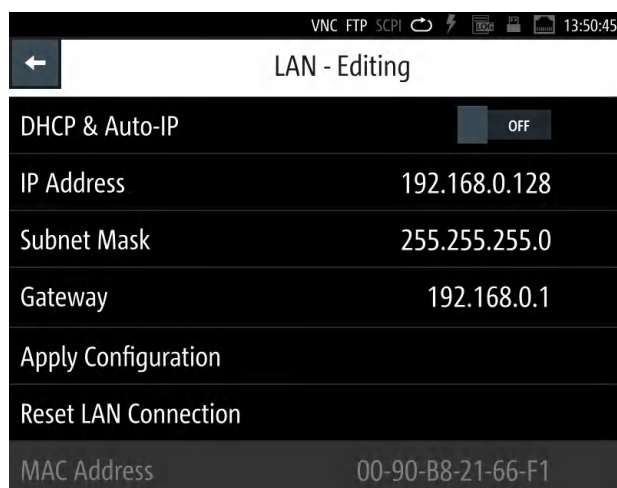 VNC FTP SCPI LOG 13:50:45
LAN - Editing
DHCP & Auto-IP OFF
IP Address 192.168.0.128
Subnet Mask 255.255.255.0
Gateway 192.168.0.1
Apply Configuration
Reset LAN Connection
MAC Address 00-90-B8-21-66-F1